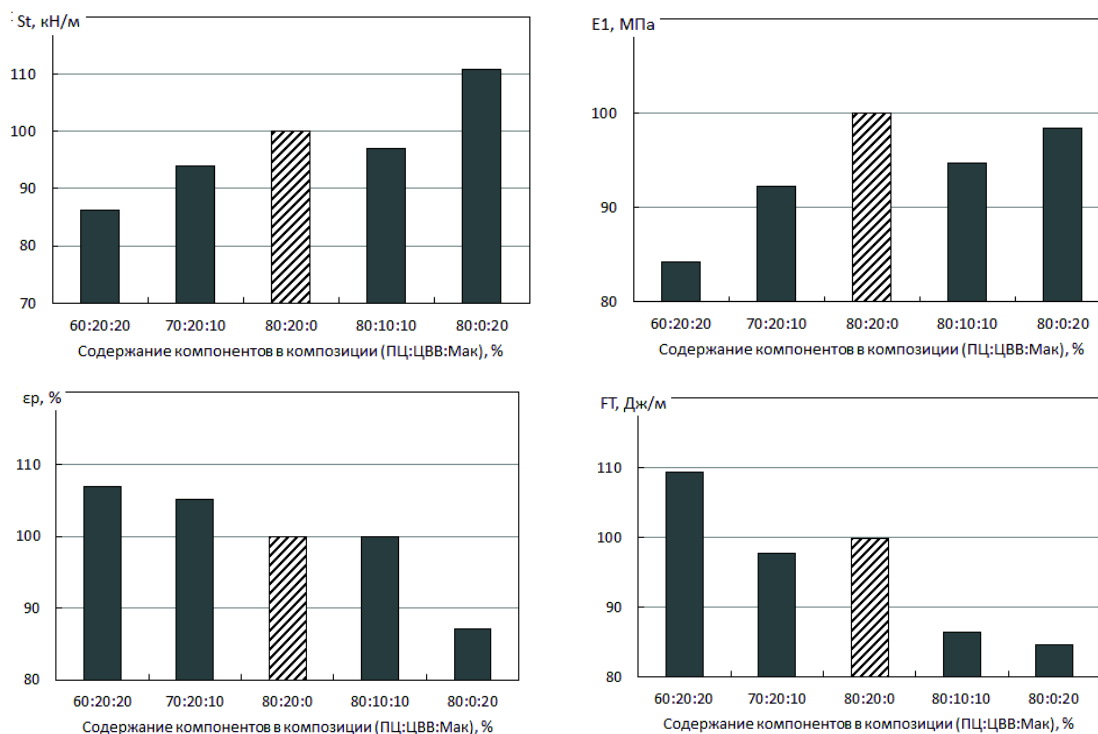 St, кН/м
110
100
90
80
70
60:20:20 70:20:10 80:20:0 80:10:10 80:0:20
Содержание компонентов в композиции (ПЦ:ЦВВ:Мак), %
E1, МПа
100
90
80
60:20:20 70:20:10 80:20:0 80:10:10 80:0:20
Содержание компонентов в композиции (ПЦ:ЦВВ:Мак), %
εр, %
110
100
90
80
60:20:20 70:20:10 80:20:0 80:10:10 80:0:20
Содержание компонентов в композиции (ПЦ:ЦВВ:Мак), %
FT, Дж/м
110
100
90
80
60:20:20 70:20:10 80:20:0 80:10:10 80:0:20
Содержание компонентов в композиции (ПЦ:ЦВВ:Мак), %